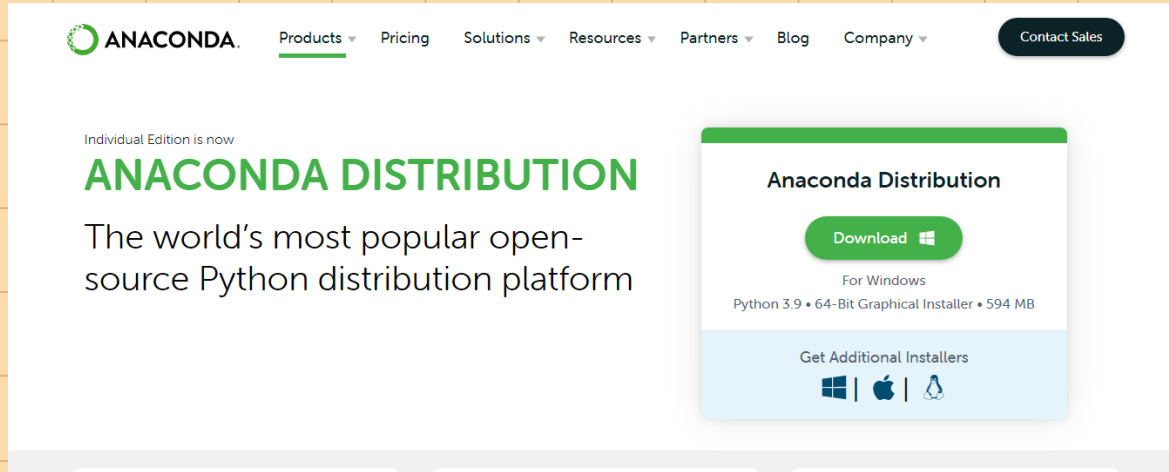 ANACONDA.
Products Pricing Solutions Resources Partners Blog Company Contact Sales
Individual Edition is now
ANACONDA DISTRIBUTION
The world's most popular open-
source Python distribution platform
Anaconda Distribution
Download
For Windows
Python 3.9 • 64-Bit Graphical Installer • 594 MB
Get Additional Installers
| |